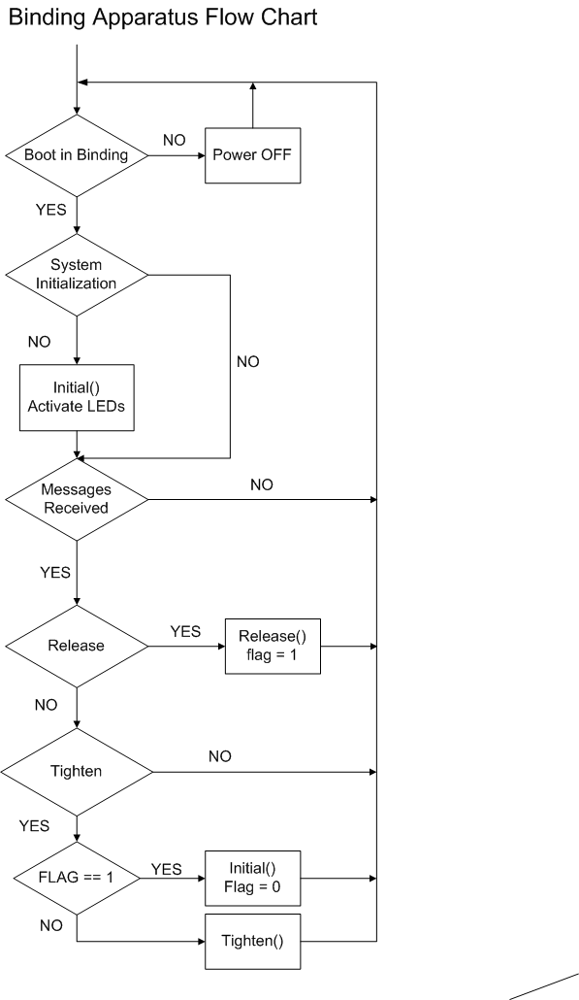 Binding Apparatus Flow Chart
Boot in Binding
NO
Power OFF
YES
System
Initialization
NO
NO
Initial()
Activate LEDs
Messages
Received
NO
YES
Release
YES
Release()
flag = 1
NO
Tighten
NO
YES
FLAG == 1
YES
Initial()
Flag = 0
NO
Tighten()